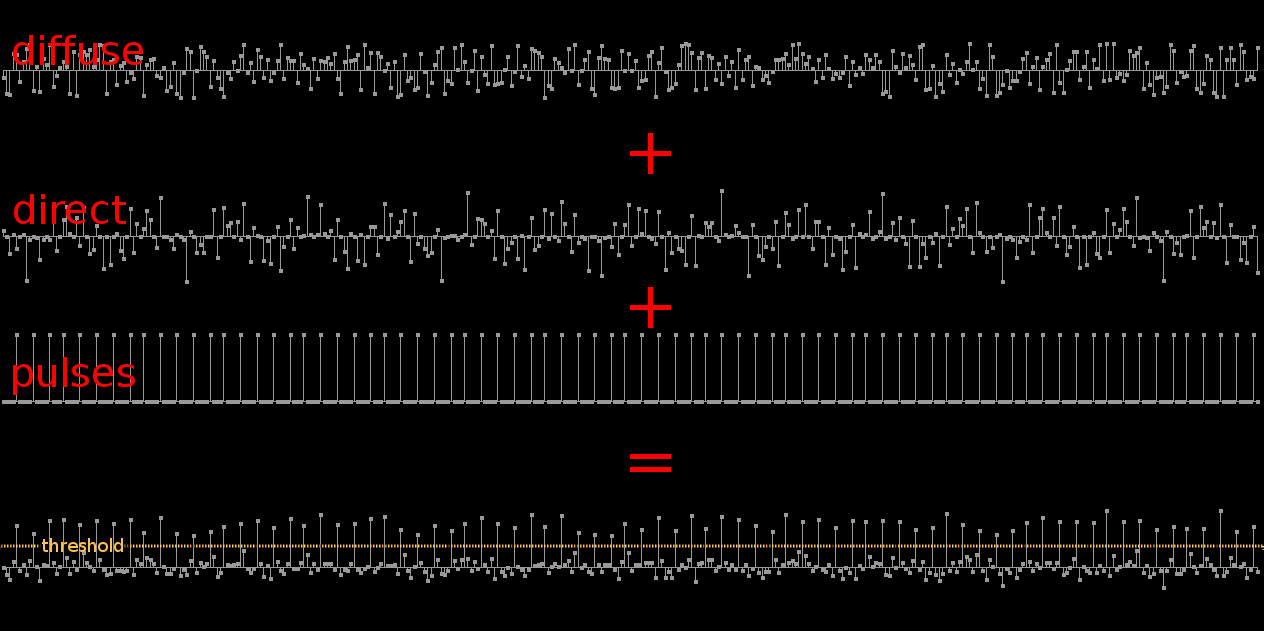 diffuse
+
direct
+
pulses
=
threshold